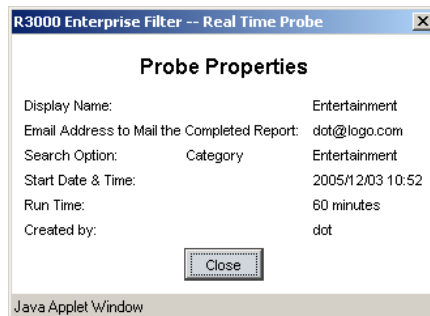 R3000 Enterprise Filter -- Real Time Probe
Probe Properties
Display Name: Entertainment
Email Address to Mail the Completed Report: dot@logo.com
Search Option: Category Entertainment
Start Date & Time: 2005/12/03 10:52
Run Time: 60 minutes
Created by: dot
Close
Java Applet Window